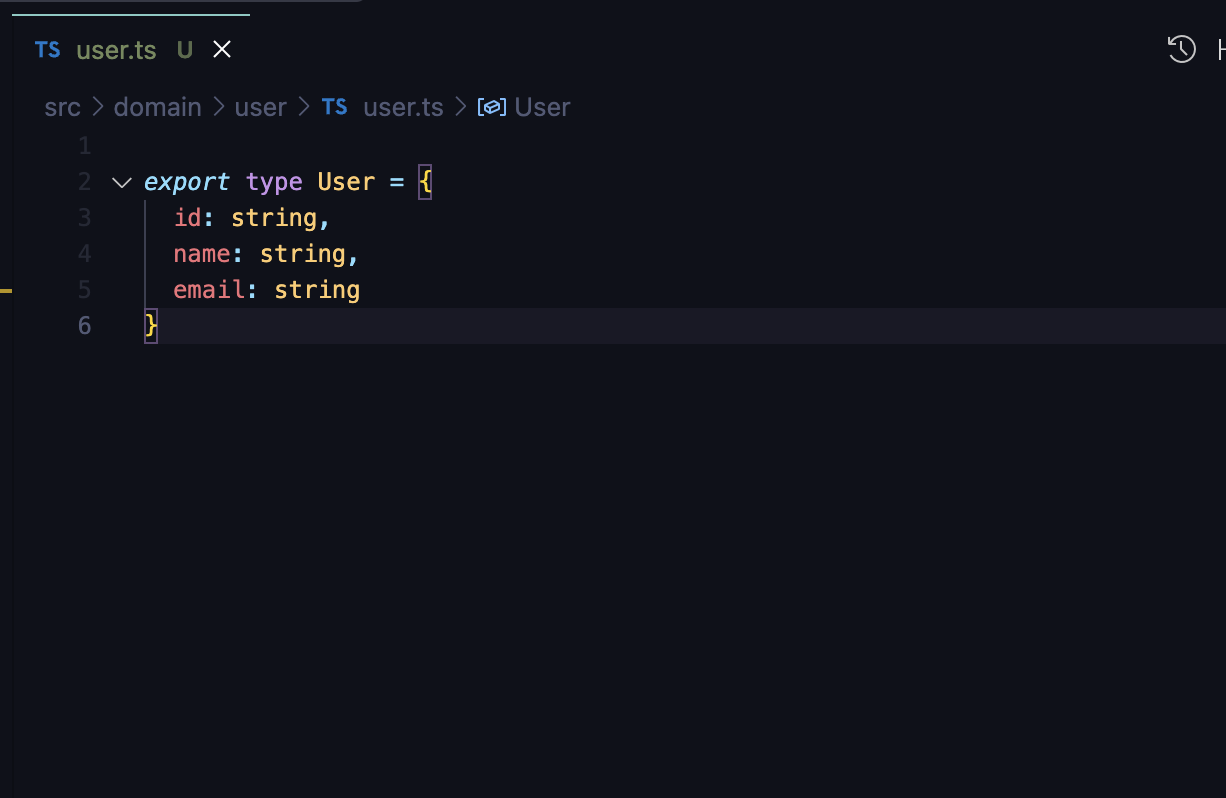 TS user.ts U
src > domain > user > TS user.ts > User
1
2 export type User = {
3 id: string,
4 name: string,
5 email: string
6 }